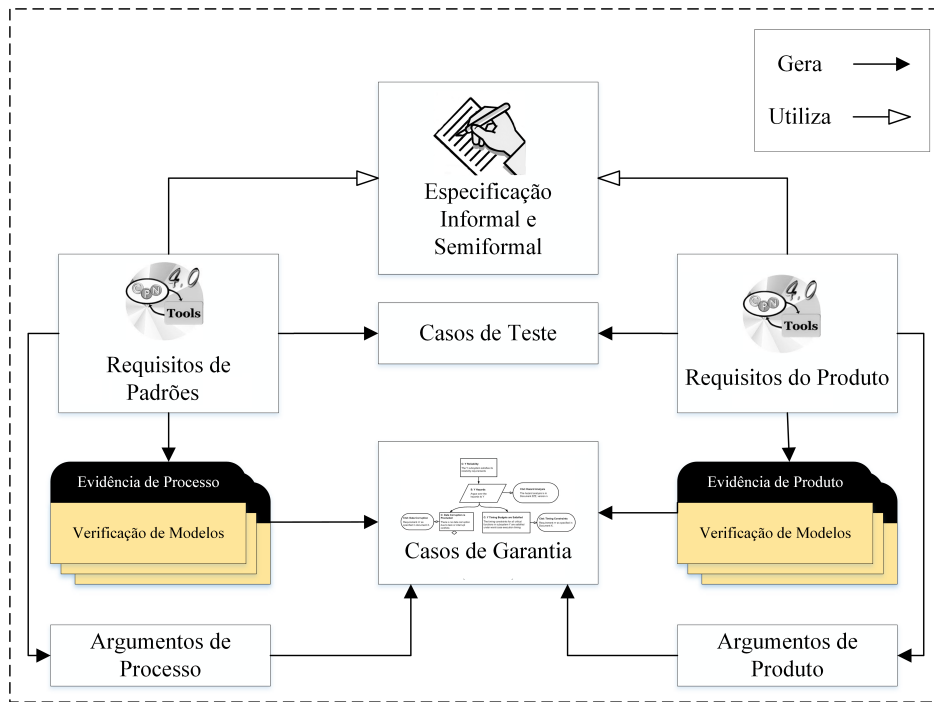 Gera
Utiliza
Especificação
Informal e
Semiformal
4.0
CPN
Tools
Requisitos de
Padrões
Casos de Teste
4.0
CPN
Tools
Requisitos do Produto
Evidência de Processo
Verificação de Modelos
Casos de Garantia
Evidência de Produto
Verificação de Modelos
Argumentos de
Processo
Argumentos de
Produto